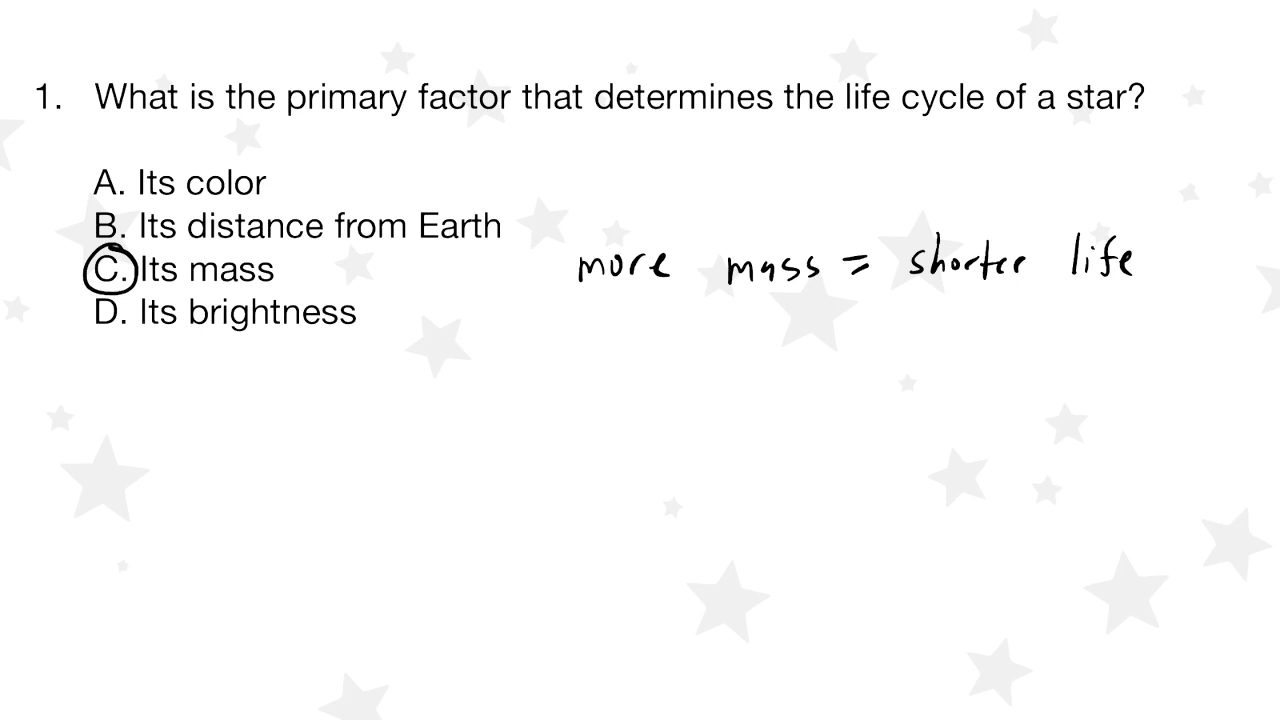 1. What is the primary factor that determines the life cycle of a star?
A. Its color
B. Its distance from Earth
C. Its mass
more mass = shorter life
D. Its brightness